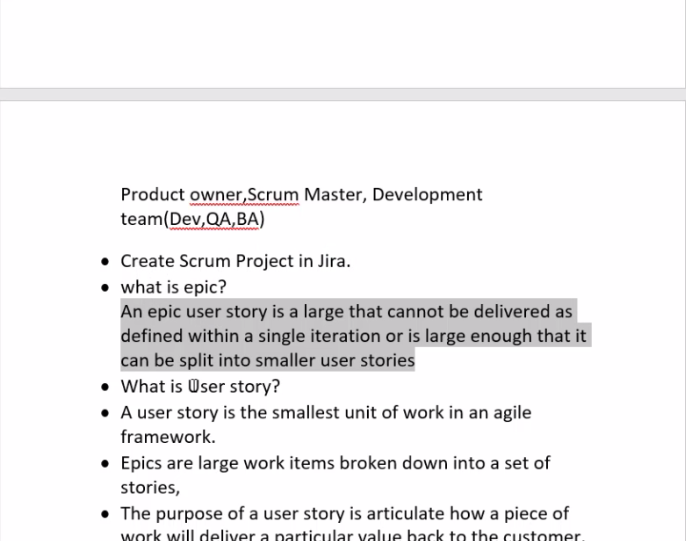 Product owner,Scrum Master, Development
team(Dev,QA,BA)
• Create Scrum Project in Jira.
• what is epic?
An epic user story is a large that cannot be delivered as
defined within a single iteration or is large enough that it
can be split into smaller user stories
• What is User story?
• A user story is the smallest unit of work in an agile
framework.
• Epics are large work items broken down into a set of
stories,
• The purpose of a user story is articulate how a piece of
work will deliver a particular value back to the customer.